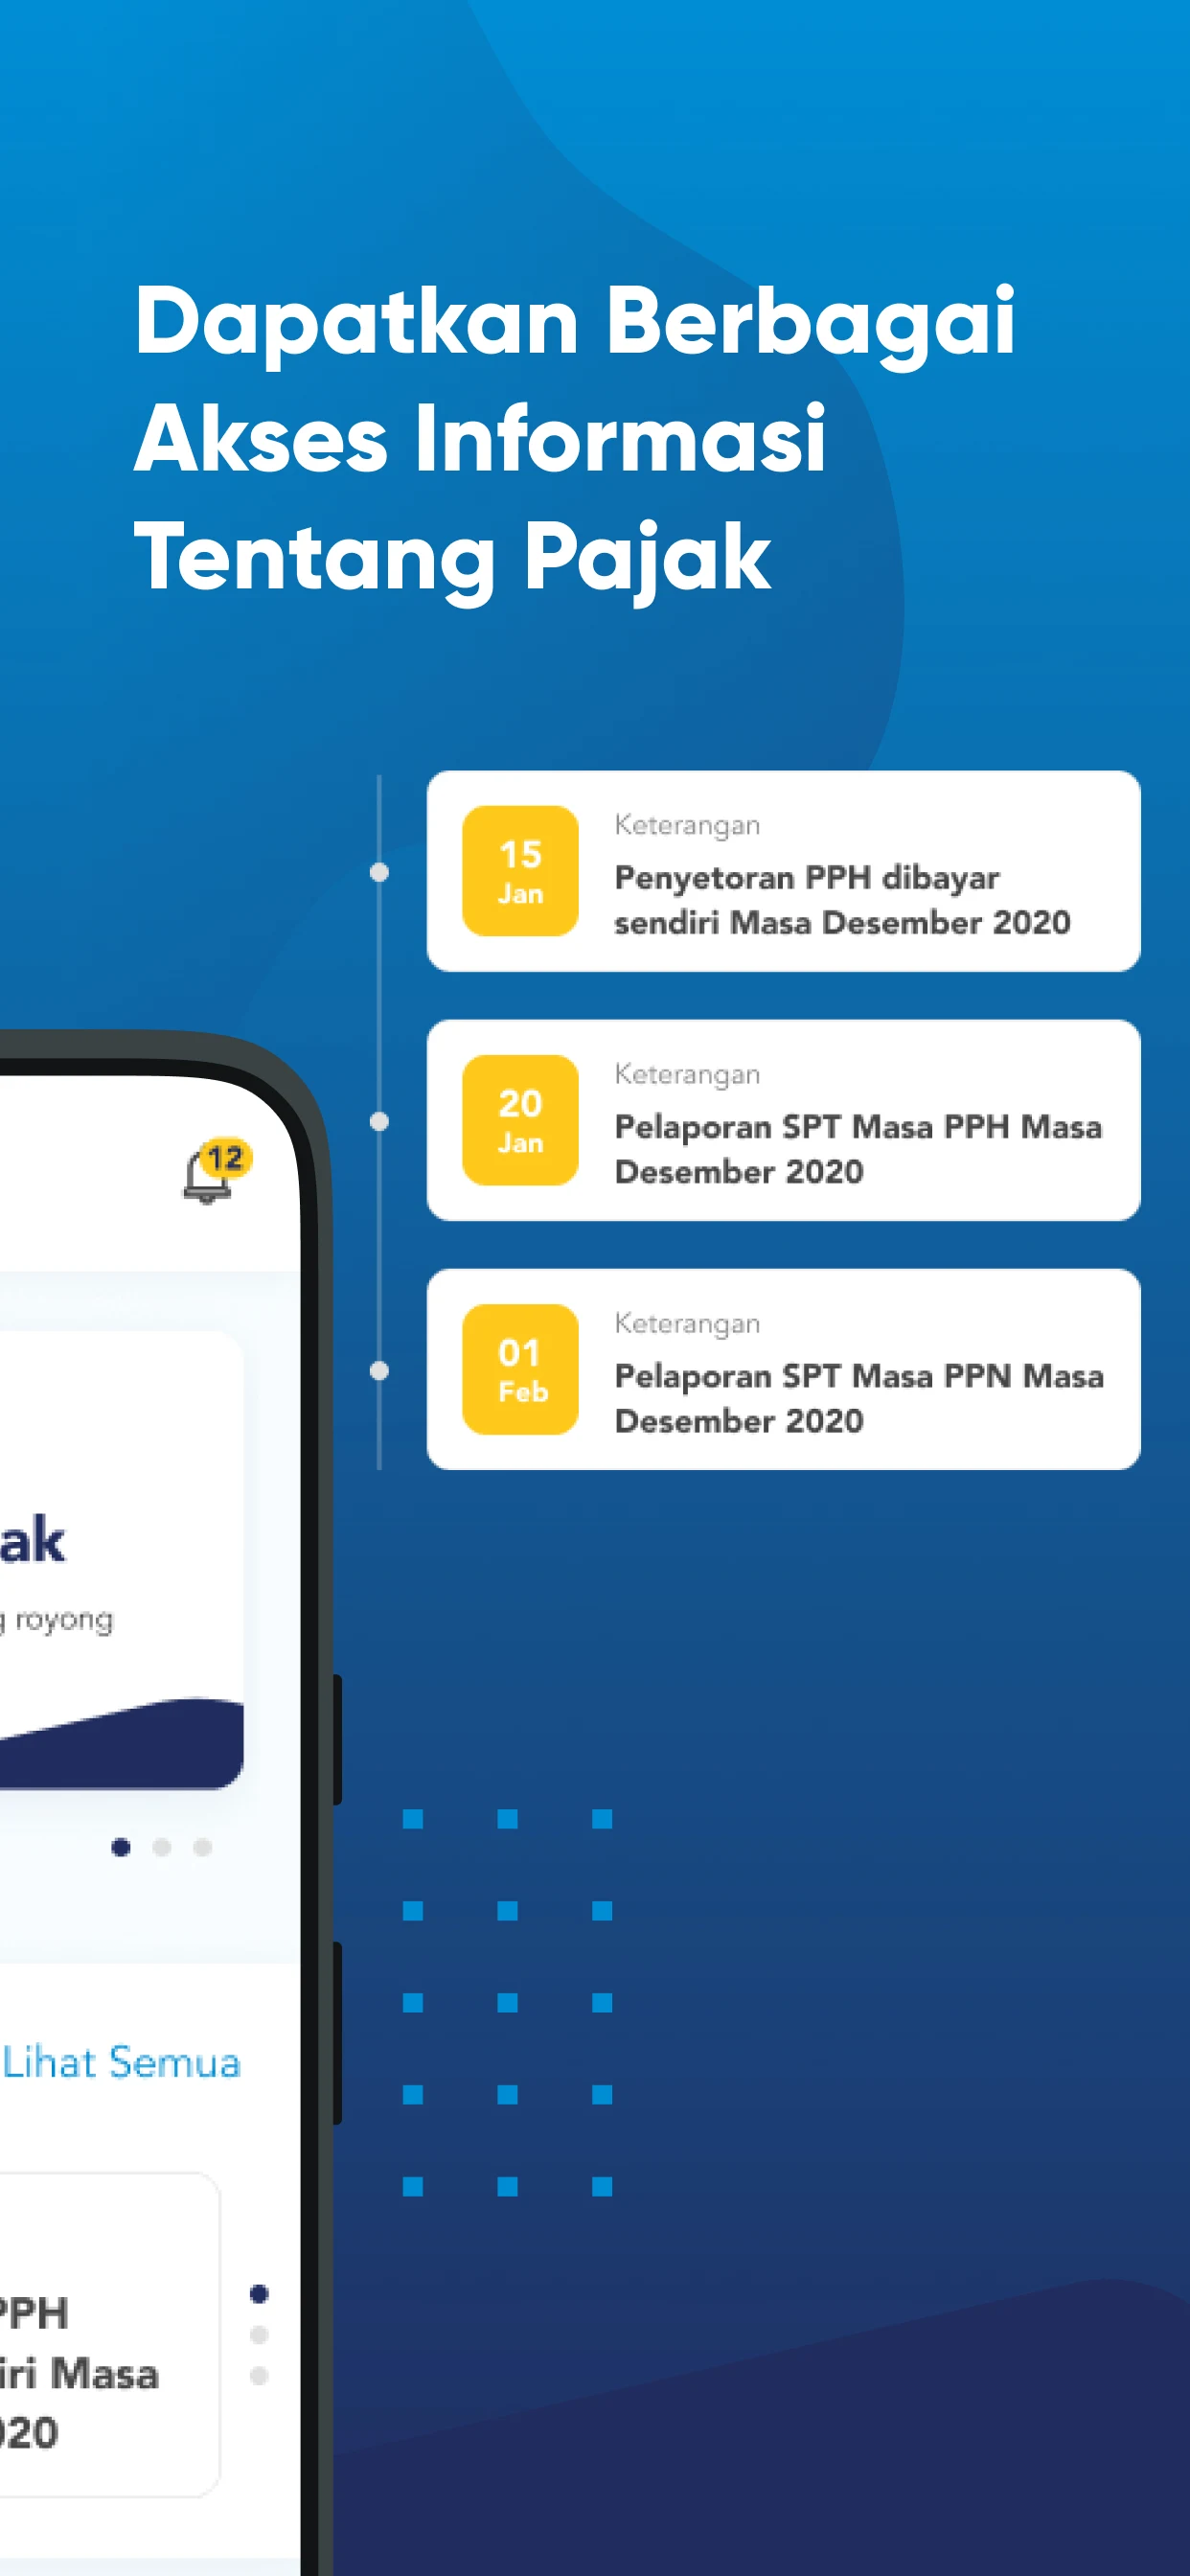 Dapatkan Berbagai
Akses Informasi
Tentang Pajak
15
Jan
Keterangan
Penyetoran PPH dibayar
sendiri Masa Desember 2020
20
Jan
Keterangan
Pelaporan SPT Masa PPH Masa
Desember 2020
01
Feb
Keterangan
Pelaporan SPT Masa PPN Masa
Desember 2020
12
ak
royong
Lihat Semua
PPH
iri Masa
020